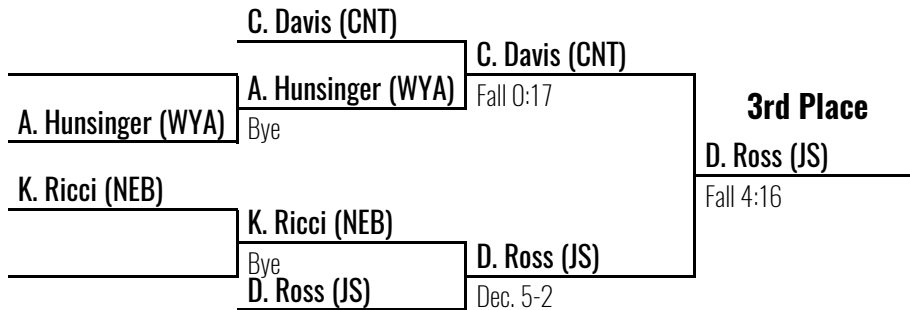 C. Davis (CNT)
C. Davis (CNT)
A. Hunsinger (WYA)
Fall 0:17
3rd Place
A. Hunsinger (WYA)
Bye
D. Ross (JS)
K. Ricci (NEB)
Fall 4:16
K. Ricci (NEB)
Bye
D. Ross (JS)
D. Ross (JS)
Dec. 5-2